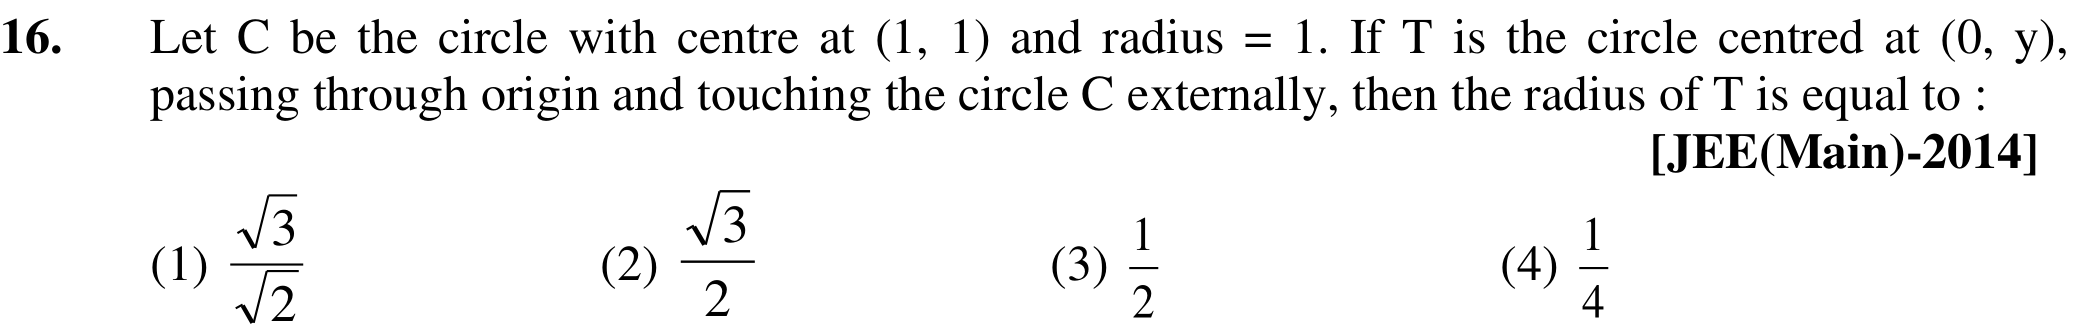 16. Let C be the circle with centre at (1, 1) and radius = 1. If T is the circle centred at (0, y),
passing through origin and touching the circle C externally, then the radius of T is equal to :
[JEE(Main)-2014]
(1) √3/√2 (2) √3/2 (3) 1/2 (4) 1/4